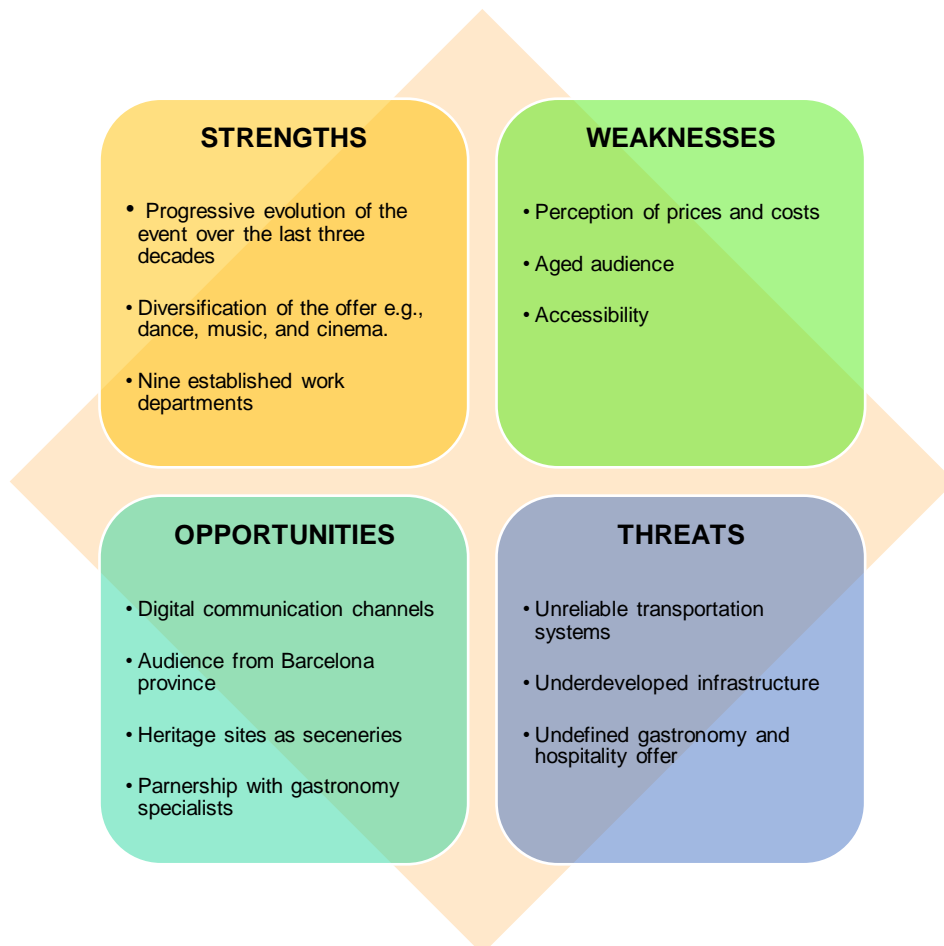 STRENGTHS
• Progressive evolution of the
event over the last three
decades
• Diversification of the offer e.g.,
dance, music, and cinema.
• Nine established work
departments
WEAKNESSES
• Perception of prices and costs
• Aged audience
• Accessibility
OPPORTUNITIES
• Digital communication channels
• Audience from Barcelona
province
• Heritage sites as seceneries
• Parnership with gastronomy
specialists
THREATS
• Unreliable transportation
systems
• Underdeveloped infrastructure
• Undefined gastronomy and
hospitality offer